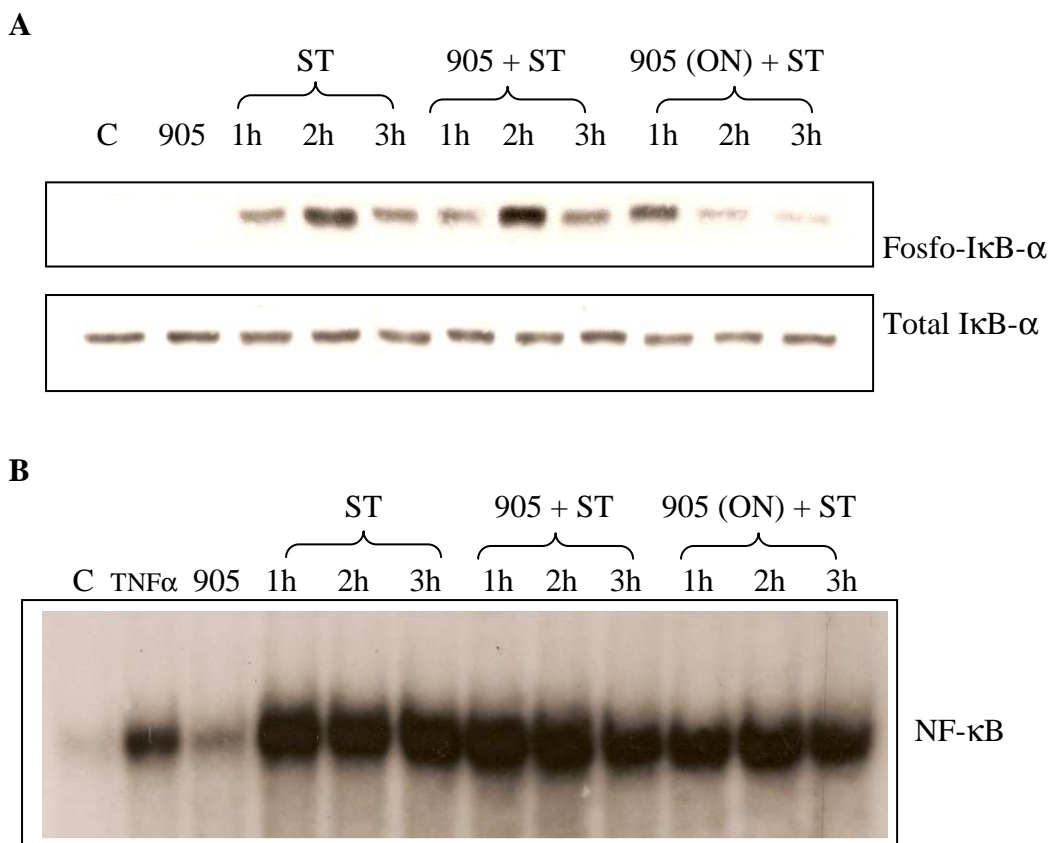 A
ST 905 + ST 905 (ON) + ST
C 905 1h 2h 3h 1h 2h 3h 1h 2h 3h
Fosfo-IκB-α
Total IκB-α
B
ST 905 + ST 905 (ON) + ST
C TNFα 905 1h 2h 3h 1h 2h 3h 1h 2h 3h
NF-κB